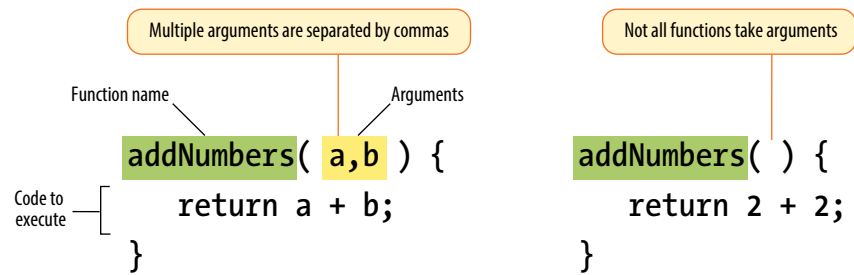 Multiple arguments are separated by commas
Not all functions take arguments
Function name
Arguments
addNumbers( a,b ) {
Code to
execute
return a + b;
}
addNumbers( ) {
return 2 + 2;
}